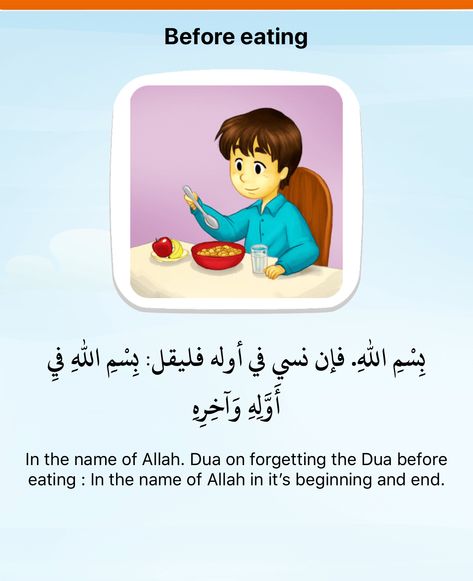 Before eating
بِسْمِ اللهِ. فإن نسي في أوله فليقل: بِسْمِ اللهِ فِي
أَوَّلِهِ وَآخِرِهِ
In the name of Allah. Dua on forgetting the Dua before
eating : In the name of Allah in it’s beginning and end.